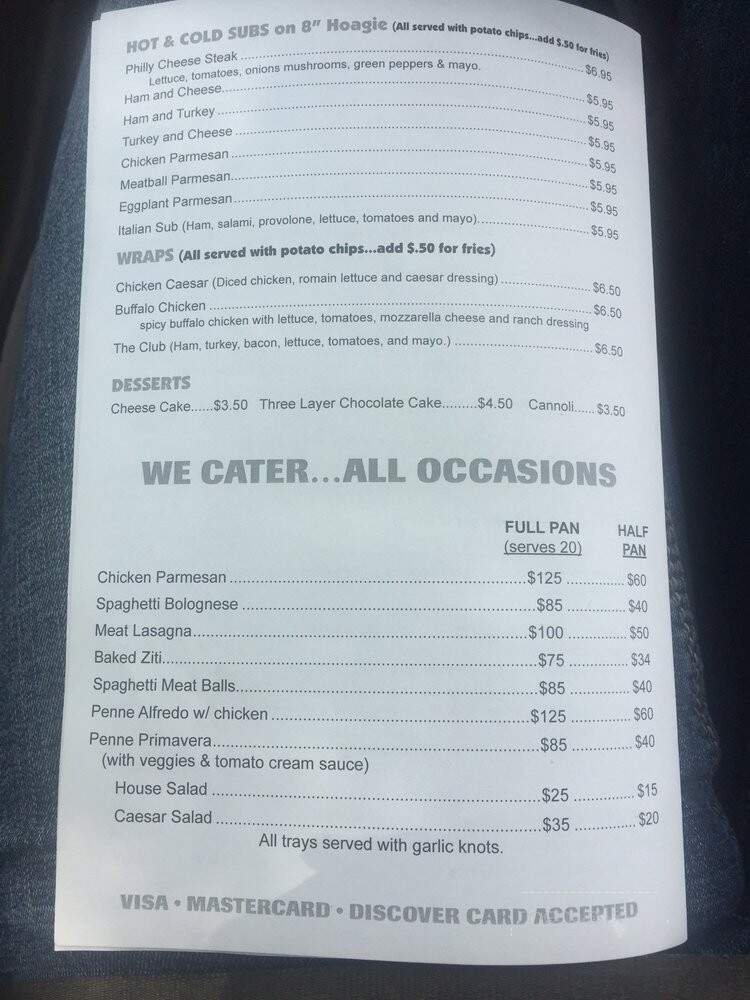 HOT & COLD SUBS on 8" Hoagie (All served with potato chips...add $.50 for fries)
Philly Cheese Steak ........ $6.95
Lettuce, tomatoes, onions mushrooms, green peppers & mayo.
Ham and Cheese........ $5.95
Ham and Turkey ........ $5.95
Turkey and Cheese ........ $5.95
Chicken Parmesan ........ $5.95
Meatball Parmesan........ $5.95
Eggplant Parmesan........ $5.95
Italian Sub (Ham, salami, provolone, lettuce, tomatoes and mayo)........ $5.95
WRAPS (All served with potato chips...add $.50 for fries)
Chicken Caesar (Diced chicken, romain lettuce and caesar dressing) ........ $6.50
Buffalo Chicken ........ $6.50
spicy buffalo chicken with lettuce, tomatoes, mozzarella cheese and ranch dressing
The Club (Ham, turkey, bacon, lettuce, tomatoes, and mayo.) ........ $6.50
DESSERTS
Cheese Cake......$3.50 Three Layer Chocolate Cake.........$4.50 Cannoli...... $3.50
WE CATER...ALL OCCASIONS
FULL PAN HALF
(serves 20) PAN
Chicken Parmesan ........ $125 ........ $60
Spaghetti Bolognese ........ $85 ........ $40
Meat Lasagna........ $100 ........ $50
Baked Ziti........ $75 ........ $34
Spaghetti Meat Balls........ $85 ........ $40
Penne Alfredo w/ chicken ........ $125 ........ $60
Penne Primavera........ $85 ........ $40
(with veggies & tomato cream sauce)
House Salad ........ $25 ........ $15
Caesar Salad ........ $35 ........ $20
All trays served with garlic knots.
VISA • MASTERCARD • DISCOVER CARD ACCEPTED